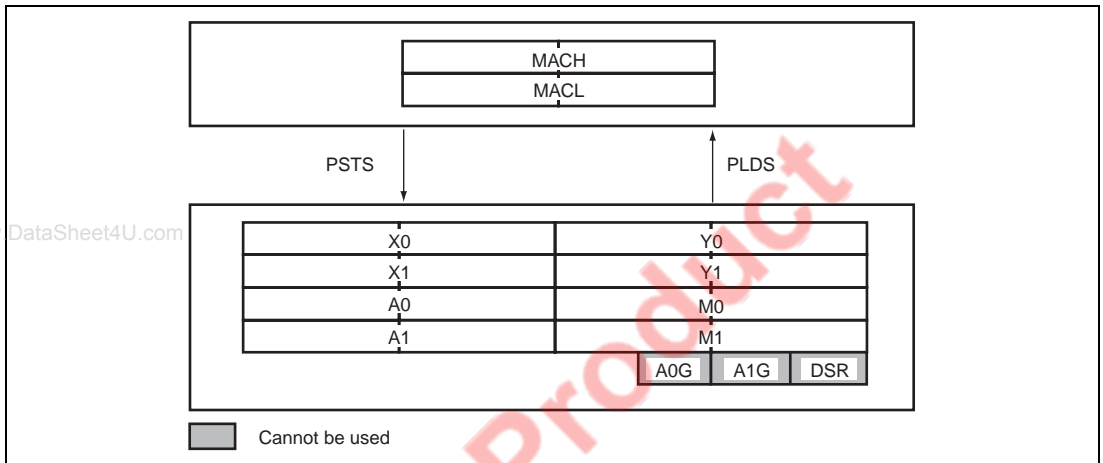 MACH
MACL
PSTS PLDS
.DataSheet4U.com
X0 Y0
X1 Y1
A0 M0
A1 M1
A0G A1G DSR
Cannot be used
Product